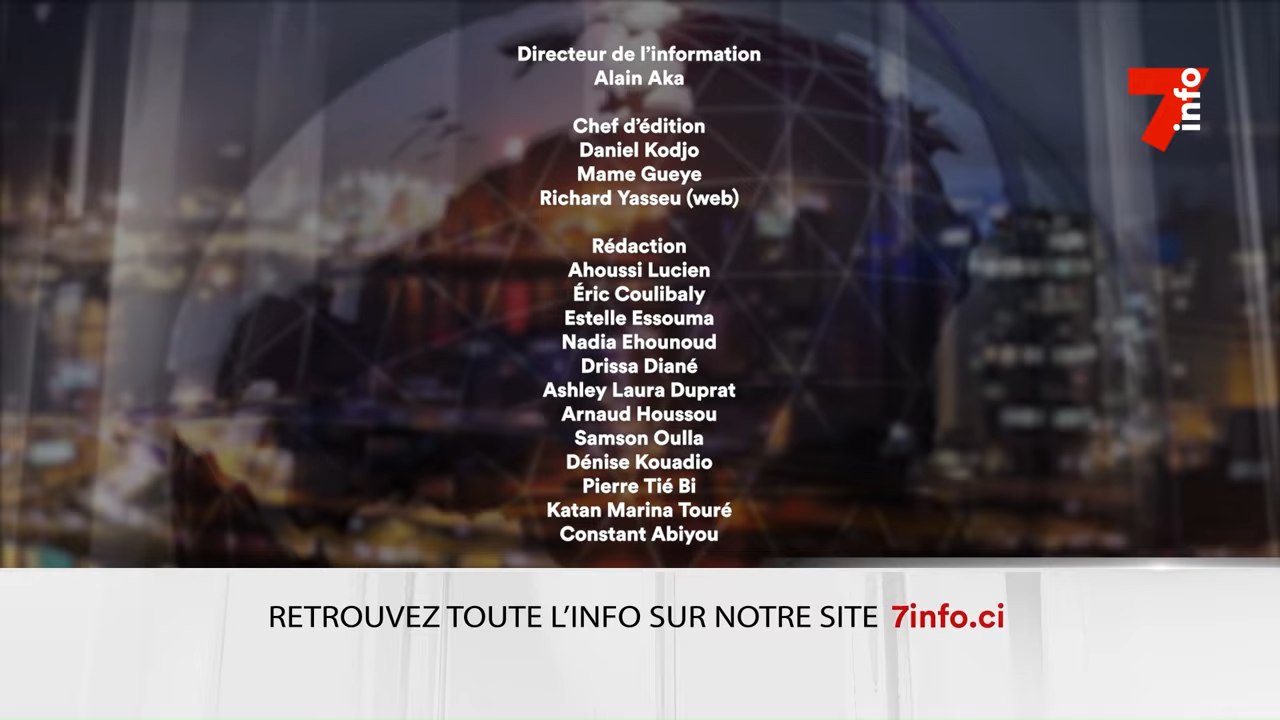 Directeur de l'information
Alain Aka
Chef d'édition
Daniel Kodjo
Mame Gueye
Richard Yasseu (web)
Rédaction
Ahoussi Lucien
Éric Coulibaly
Estelle Essouma
Nadia Ehounoud
Drissa Diané
Ashley Laura Duprat
Arnaud Houssou
Samson Oulla
Dénise Kouadio
Pierre Tié Bi
Katan Marina Touré
Constant Abiyou
7info
RETROUVEZ TOUTE L'INFO SUR NOTRE SITE 7info.ci